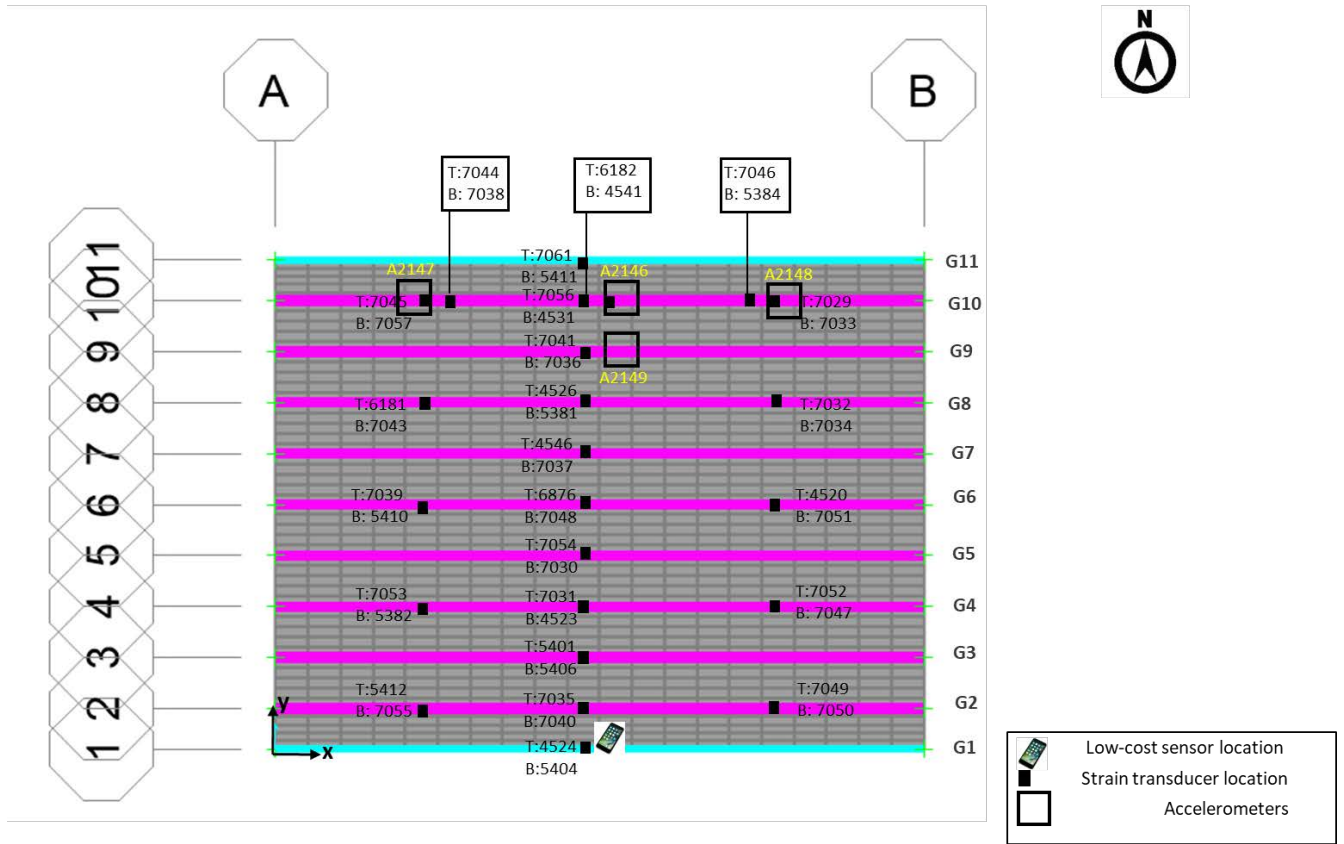 N
A
B
T:7044
B: 7038
T:6182
B: 4541
T:7046
B: 5384
11
T:7061
B: 5411
G11
A2147
A2146
A2148
10
T:7045
B: 7057
T:7056
B:4531
T:7029
B: 7033
G10
9
T:7041
B: 7036
G9
A2149
8
T:6181
B:7043
T:4526
B:5381
T:7032
B: 7034
G8
7
T:4546
B:7037
G7
6
T:7039
B: 5410
T:6876
B:7048
T:4520
B: 7051
G6
5
T:7054
B: 7030
G5
4
T:7053
B: 5382
T:7031
B:4523
T:7052
B: 7047
G4
3
T:5401
B:5406
G3
2
T:5412
B: 7055
T:7035
B:7040
T:7049
B: 7050
G2
y
x
1
T:4524
B:5404
G1
Low-cost sensor location
Strain transducer location
Accelerometers